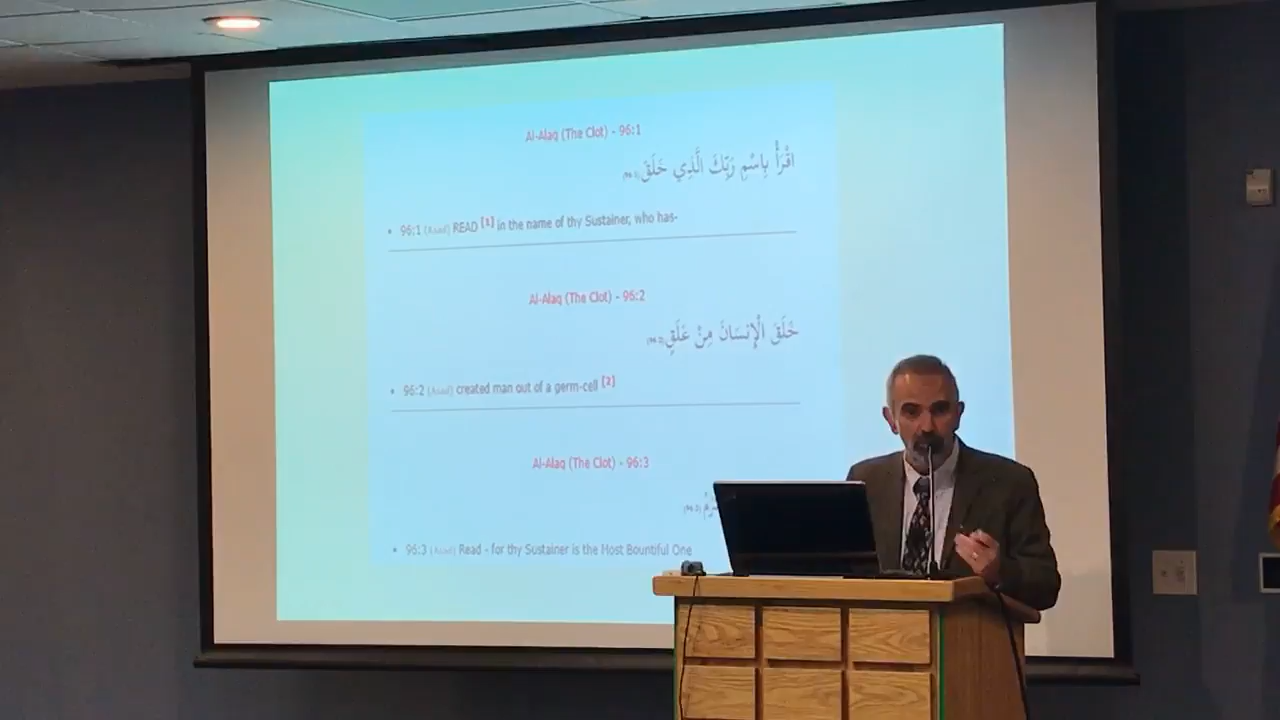 Al-Alaq (The Clot) - 96:1
اقْرَأْ بِاسْمِ رَبِّكَ الَّذِي خَلَقَ
• 96:1 (Asad) READ [1] in the name of thy Sustainer, who has-
Al-Alaq (The Clot) - 96:2
خَلَقَ الْإِنسَانَ مِنْ عَلَقٍ
• 96:2 (Asad) created man out of a germ-cell [2]
Al-Alaq (The Clot) - 96:3
• 96:3 (Asad) Read - for thy Sustainer is the Most Bountiful One